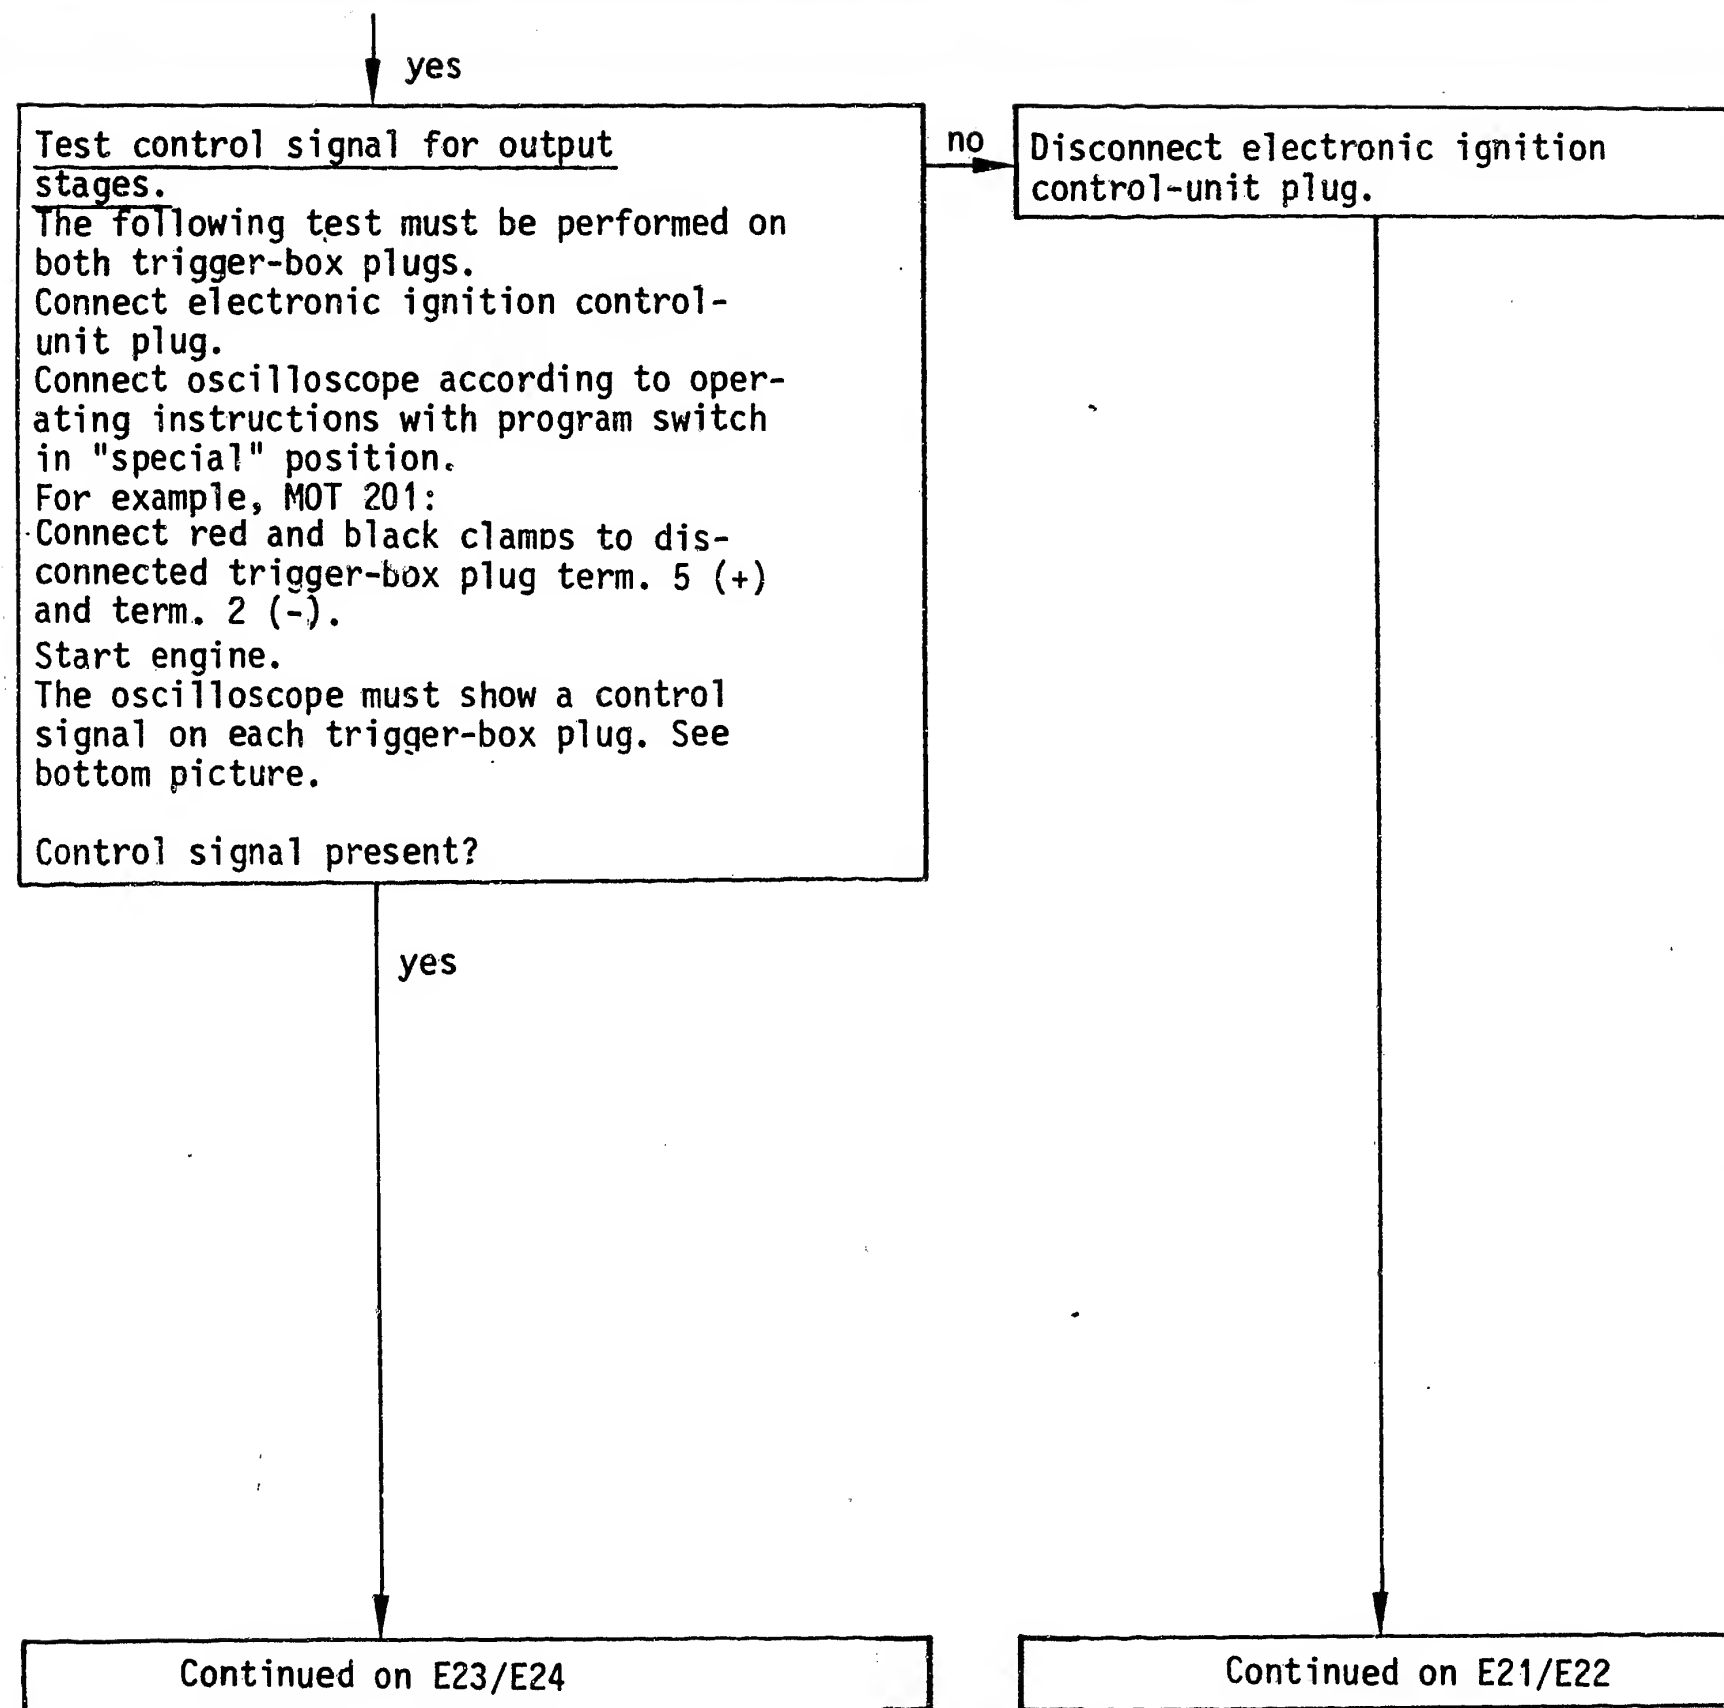 yes
Test control signal for output
stages.
The following test must be performed on
both trigger-box plugs.
Connect electronic ignition control-
unit plug.
Connect oscilloscope according to oper-
ating instructions with program switch
in "special" position.
For example, MOT 201:
Connect red and black clamps to dis-
connected trigger-box plug term. 5 (+)
and term. 2 (-).
Start engine.
The oscilloscope must show a control
signal on each trigger-box plug. See
bottom picture.
Control signal present?
no
Disconnect electronic ignition
control-unit plug.
yes
Continued on E23/E24
Continued on E21/E22